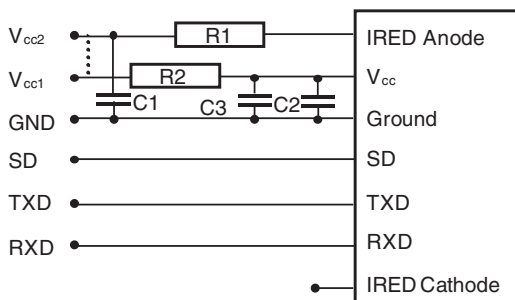 Vcc2 R1 IRED Anode
Vcc1 R2 Vcc
C1 C3 C2
GND Ground
SD SD
TXD TXD
RXD RXD
IRED Cathode